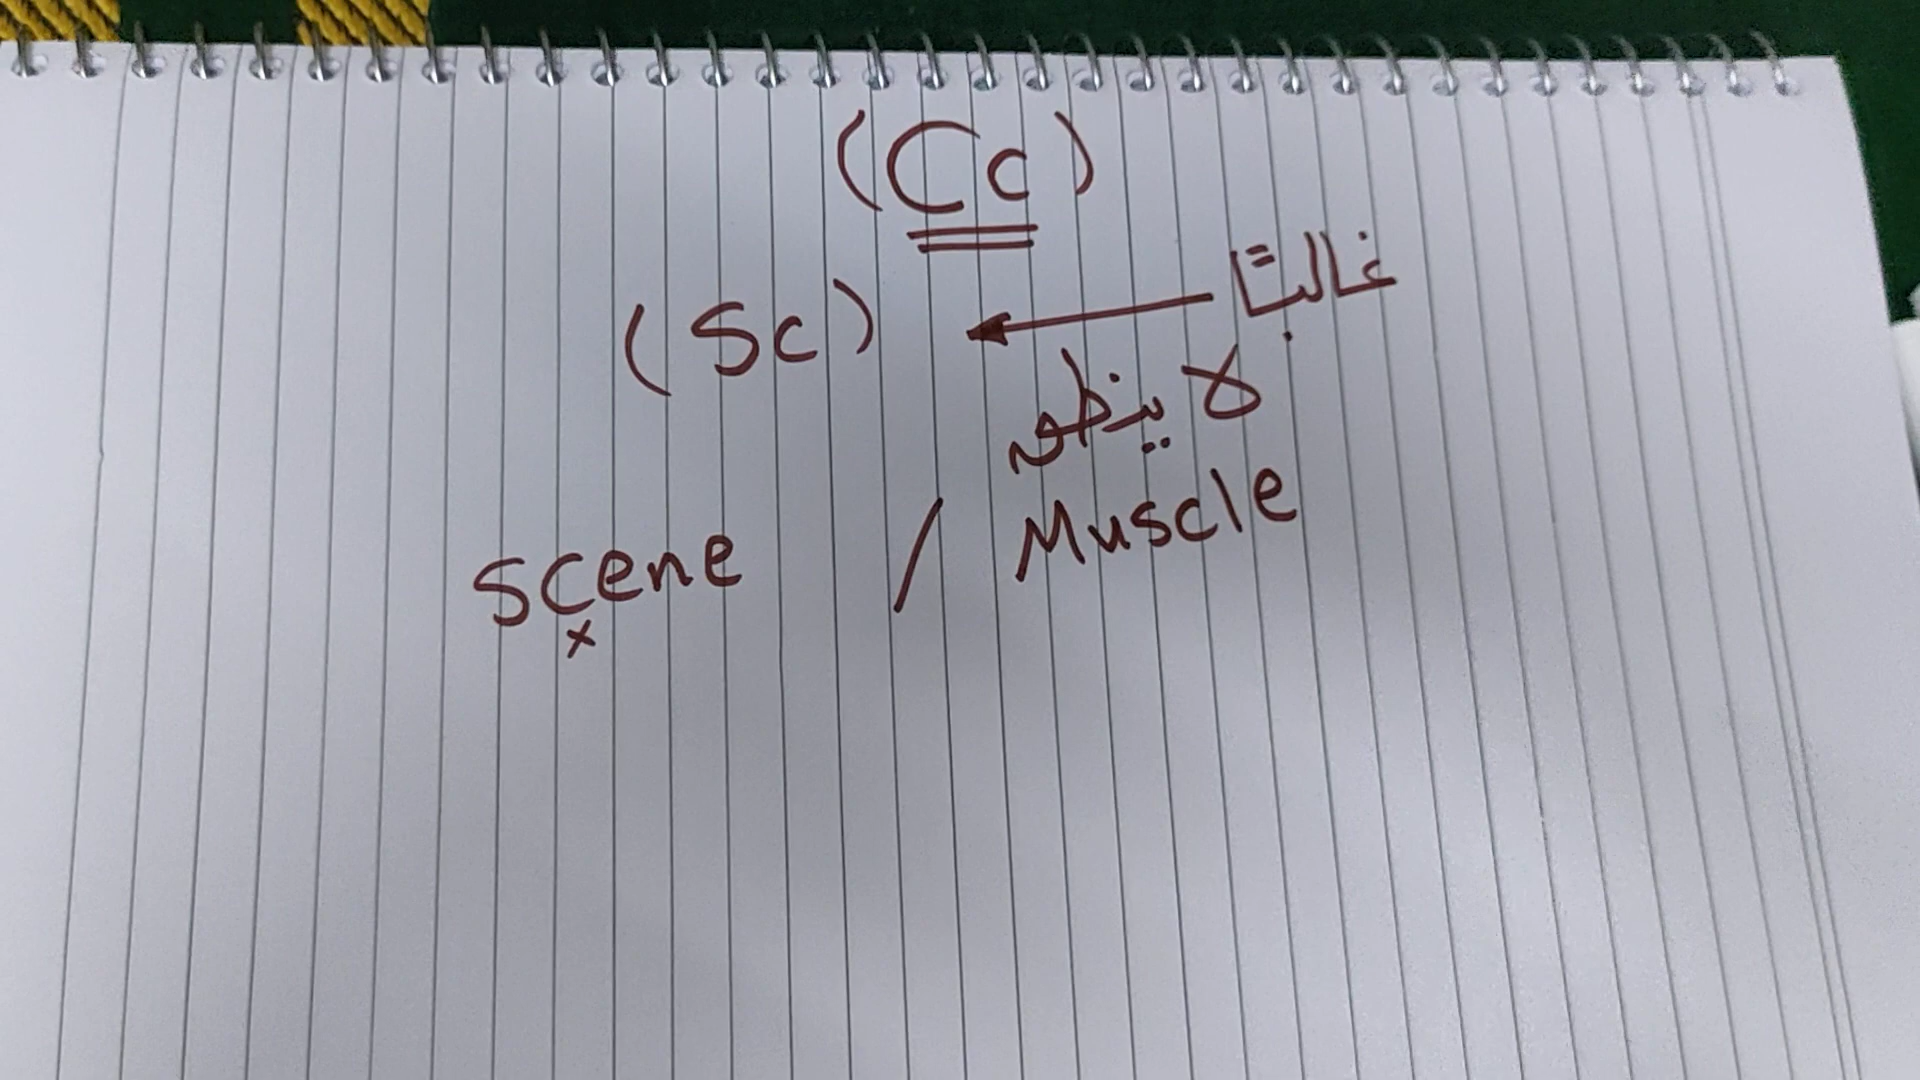 (Cc)
غالبًا ← (Sc)
لا ينطق
Scene / Muscle
x